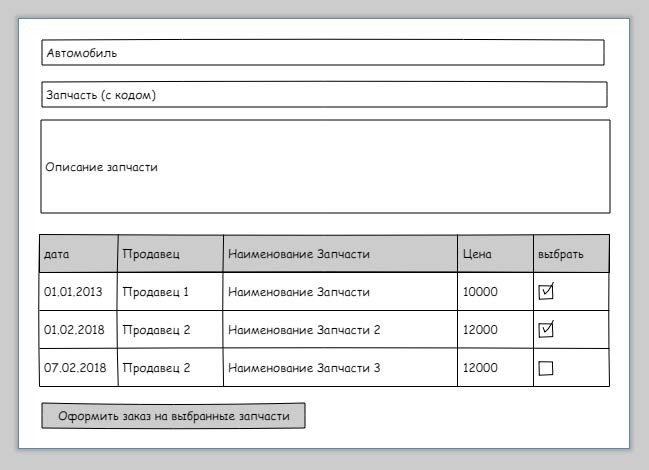 Автомобиль
Запчасть (с кодом)
Описание запчасти
дата Продавец Наименование Запчасти Цена выбрать
01.01.2013 Продавец 1 Наименование Запчасти 10000
01.02.2018 Продавец 2 Наименование Запчасти 2 12000
07.02.2018 Продавец 2 Наименование Запчасти 3 12000
Оформить заказ на выбранные запчасти